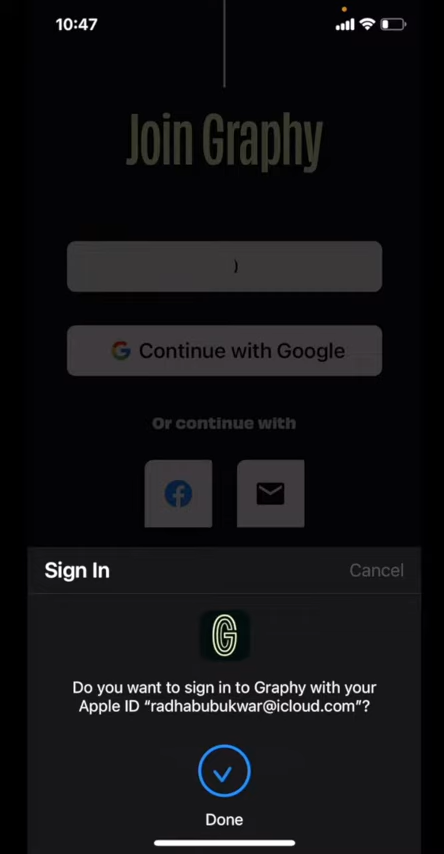 10:47
Join Graphy
G Continue with Google
Or continue with
Sign In
Cancel
G
Do you want to sign in to Graphy with your
Apple ID “radhabubukwar@icloud.com”?
Done